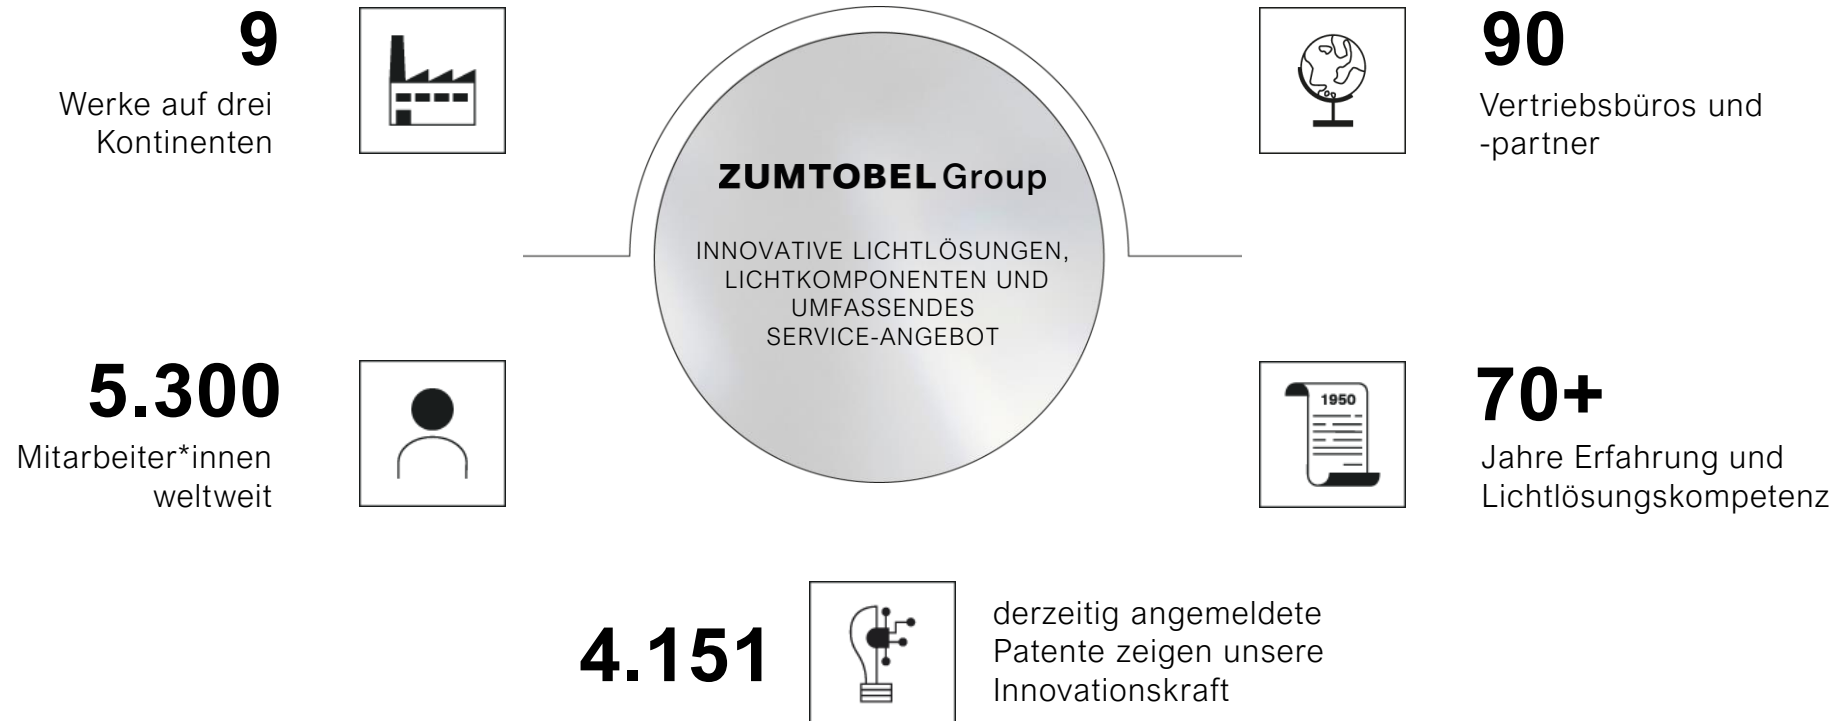 9
Werke auf drei
Kontinenten
90
Vertriebsbüros und
-partner
ZUMTOBEL Group
INNOVATIVE LICHTLÖSUNGEN,
LICHTKOMPONENTEN UND
UMFASSENDES
SERVICE-ANGEBOT
5.300
Mitarbeiter*innen
weltweit
1950
70+
Jahre Erfahrung und
Lichtlösungskompetenz
4.151
derzeitig angemeldete
Patente zeigen unsere
Innovationskraft